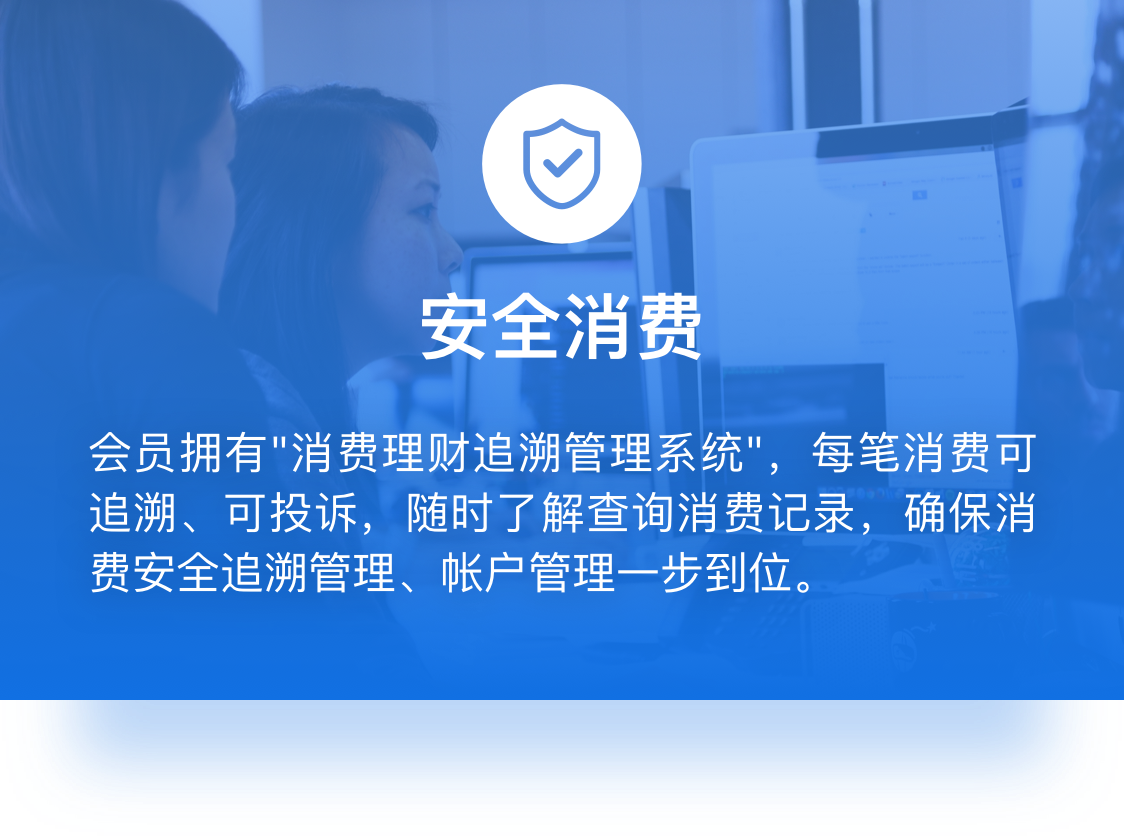 安全消费
会员拥有"消费理财追溯管理系统"，每笔消费可
追溯、可投诉，随时了解查询消费记录，确保消
费安全追溯管理、帐户管理一步到位。